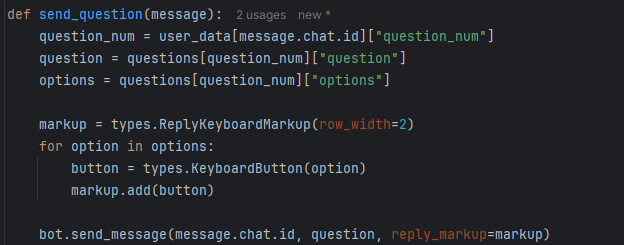 def send_question(message):  2 usages  new *
    question_num = user_data[message.chat.id]["question_num"]
    question = questions[question_num]["question"]
    options = questions[question_num]["options"]

    markup = types.ReplyKeyboardMarkup(row_width=2)
    for option in options:
        button = types.KeyboardButton(option)
        markup.add(button)

    bot.send_message(message.chat.id, question, reply_markup=markup)